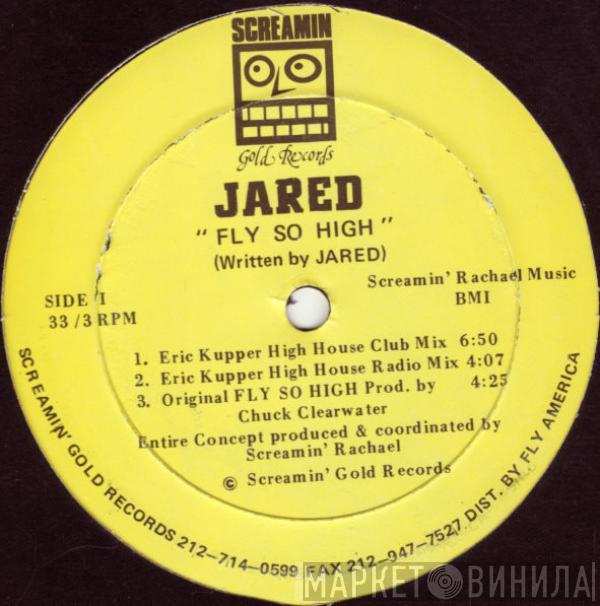 SCREAMIN
Gold Records
JARED
"FLY SO HIGH"
(Written by JARED)
Screamin' Rachael Music
BMI
SIDE I
33 /3 RPM
1. Eric Kupper High House Club Mix 6:50
2. Eric Kupper High House Radio Mix 4:07
3. Original FLY SO HIGH Prod. by 4:25
Chuck Clearwater
Entire Concept produced & coordinated by
Screamin' Rachael
© Screamin' Gold Records
SCREAMIN' GOLD RECORDS 212-714-0599 FAX 212-947-7527 DIST. BY FLY AMERICA
МАРКЕТ ВИНИЛА